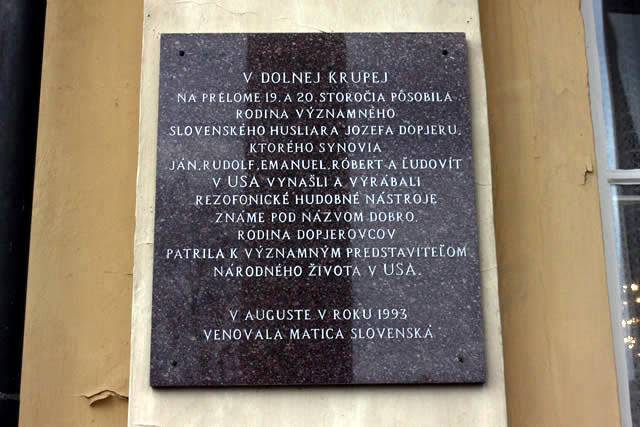 V DOLNEJ KRUPEJ
NA PRELOME 19. A 20. STOROČIA PÔSOBILA
RODINA VÝZNAMNÉHO
SLOVENSKÉHO HUSLIARA JOZEFA DOPJERU,
KTORÉHO SYNOVIA
JÁN, RUDOLF, EMANUEL, RÓBERT A ĽUDOVÍT
V USA VYNAŠLI A VYRÁBALI
REZOFONICKÉ HUDOBNÉ NÁSTROJE
ZNÁME POD NÁZVOM DOBRO.
RODINA DOPJEROVCOV
PATRILA K VÝZNAMNÝM PREDSTAVITEĽOM
NÁRODNÉHO ŽIVOTA V USA.
V AUGUSTE V ROKU 1993
VENOVALA MATICA SLOVENSKÁ